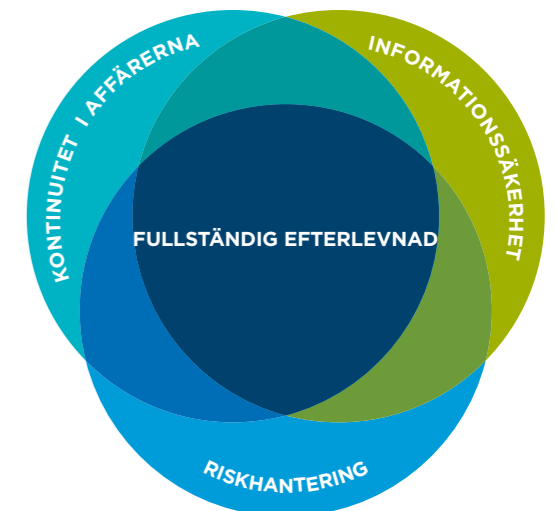 KONTINUITET I AFFÄRERNA
INFORMATIONSSÄKERHET
FULLSTÄNDIG EFTERLEVNAD
RISKHANTERING